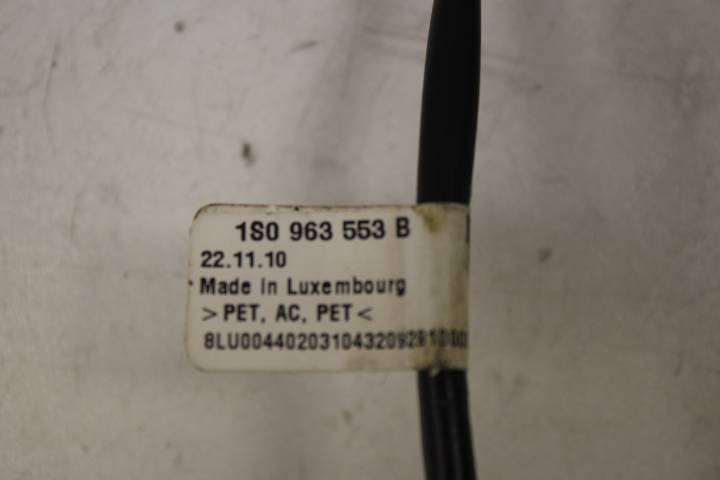 1S0 963 553 B
22.11.10
Made in Luxembourg
>PET, AC, PET<